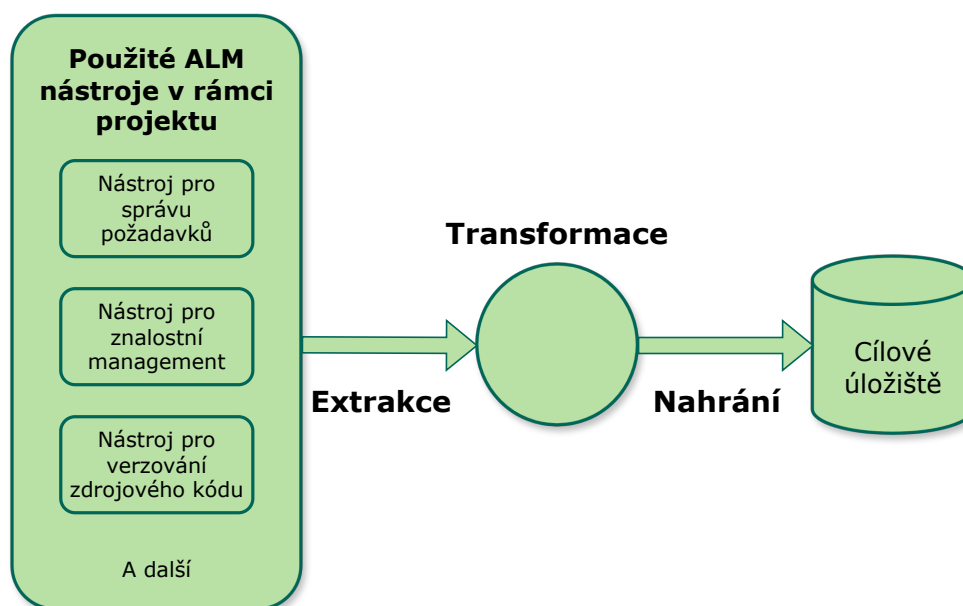 Použité ALM
nástroje v rámci
projektu
Nástroj pro
správu
požadavků
Nástroj pro
znalostní
management
Nástroj pro
verzování
zdrojového kódu
A další
Extrakce
Transformace
Nahrání
Cílové
úložiště